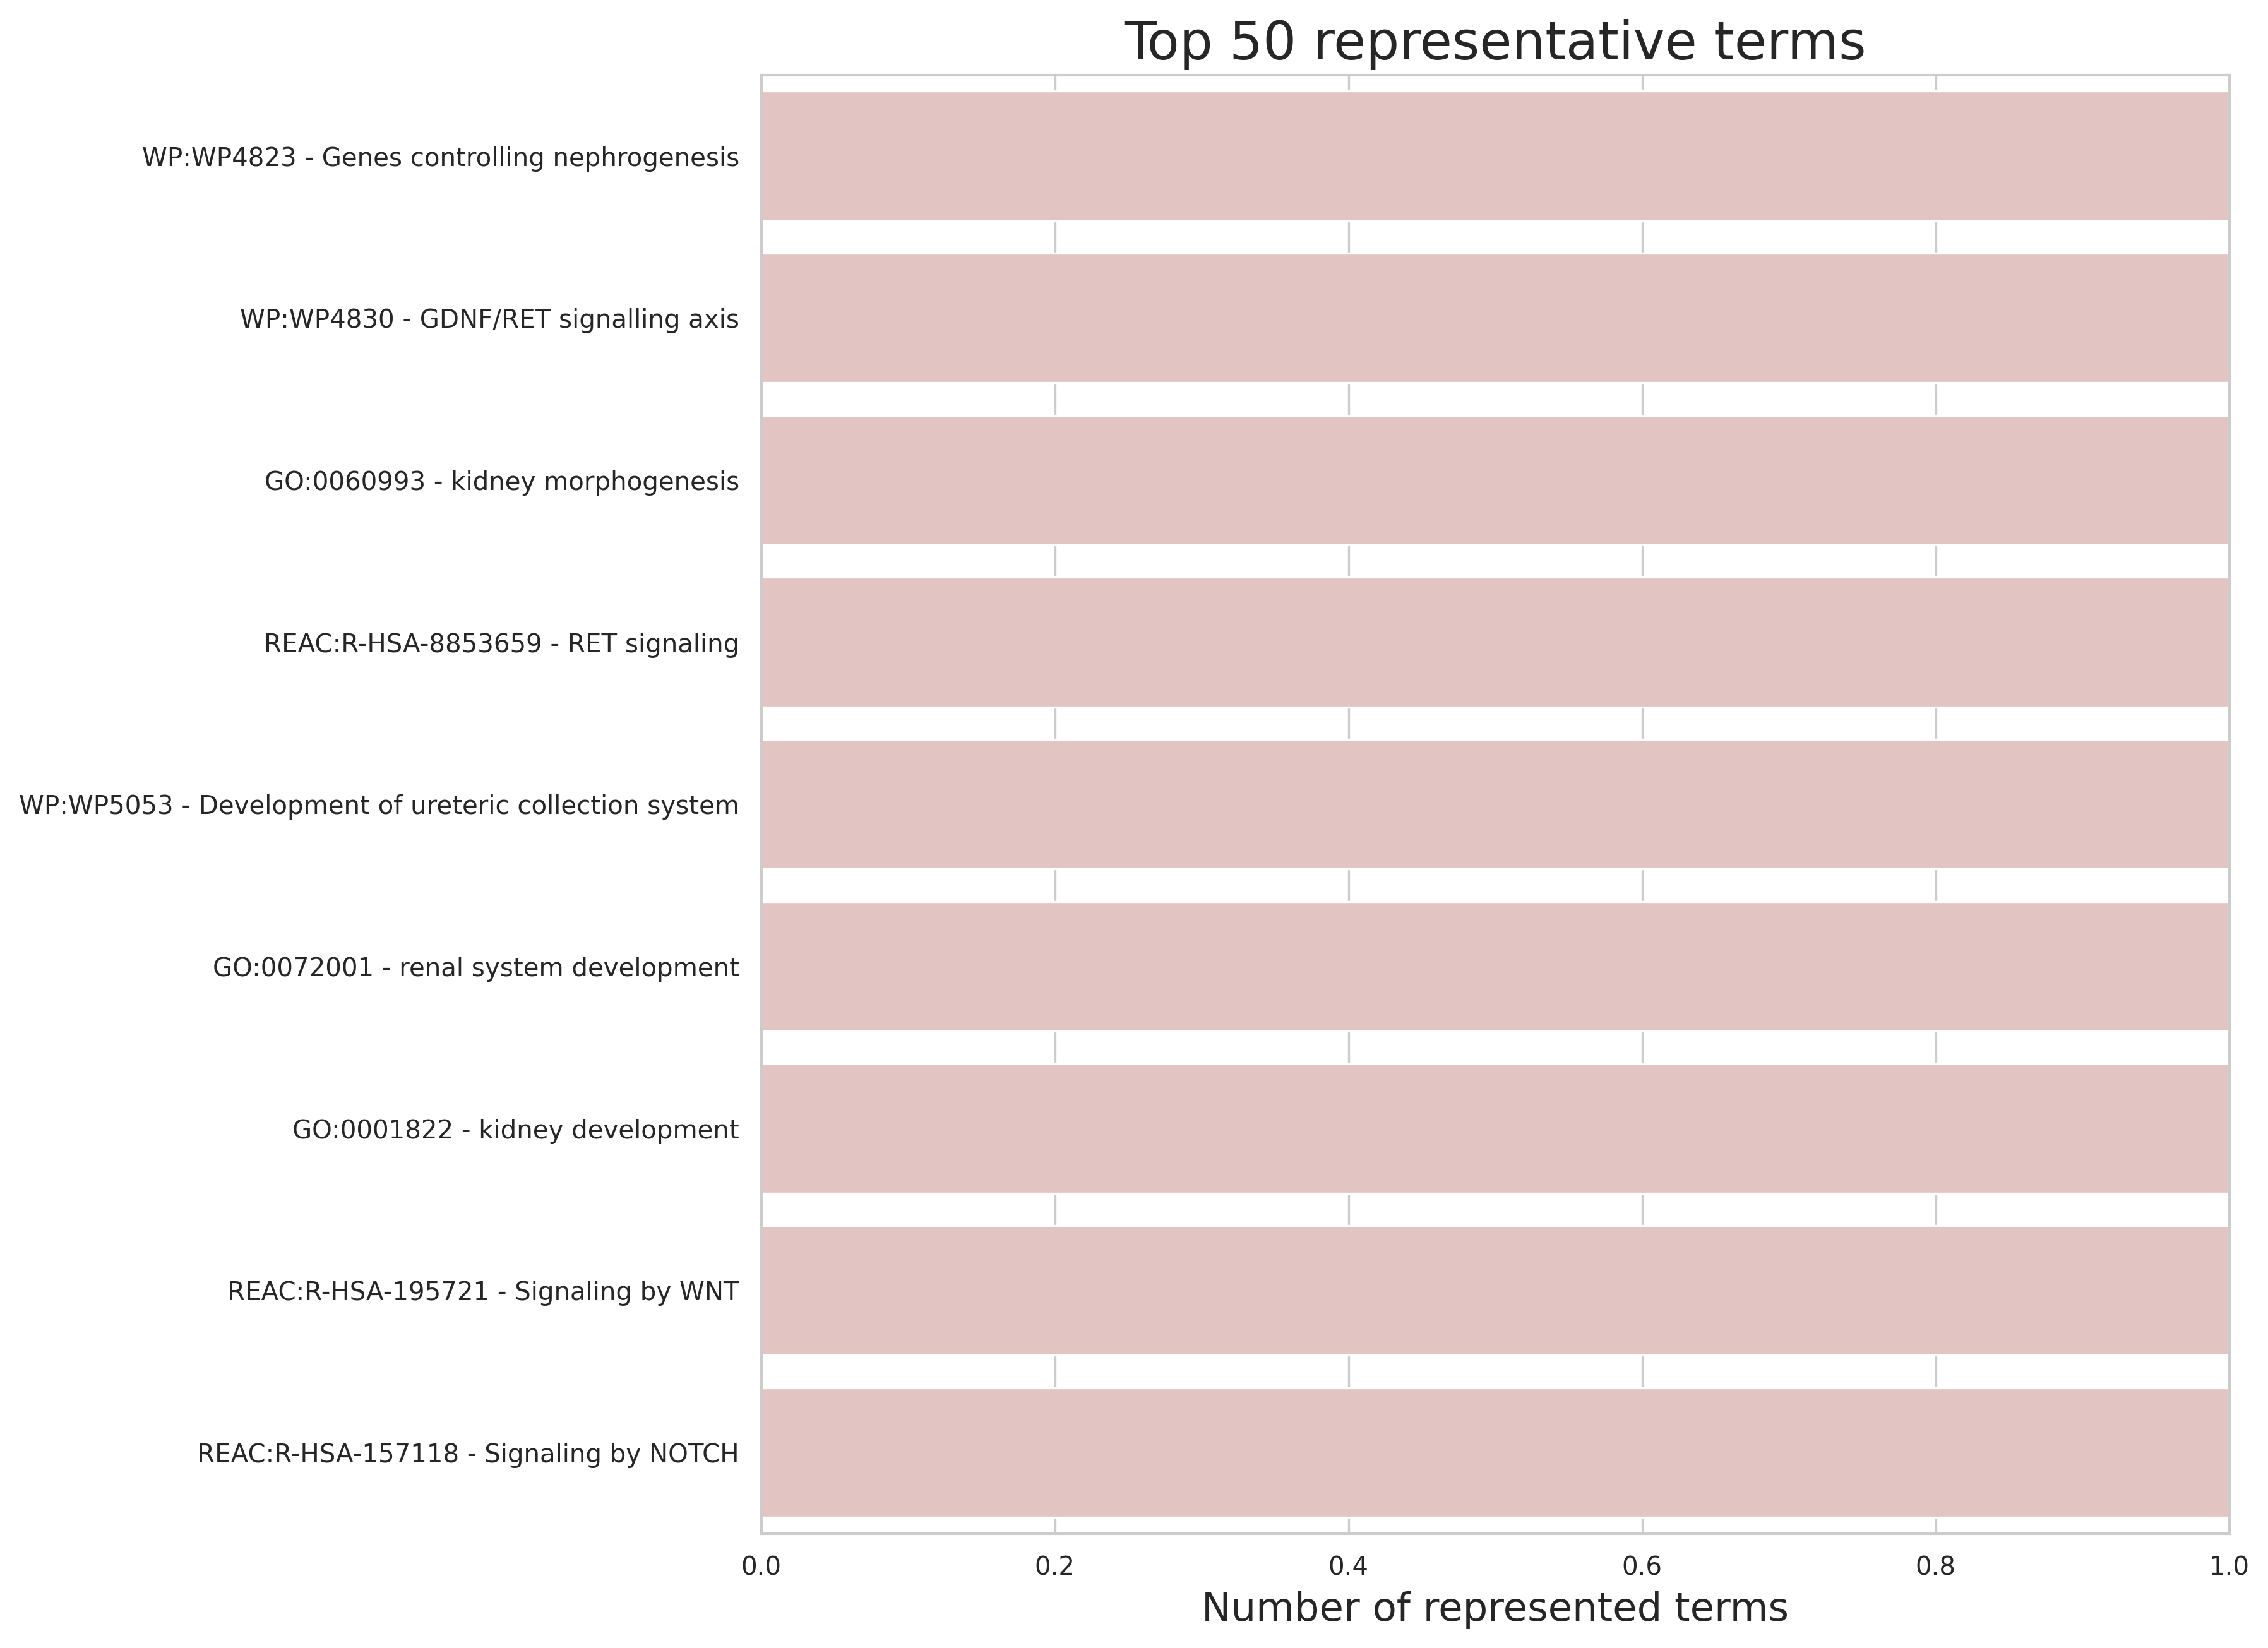 Top 50 representative terms
WP:WP4823 - Genes controlling nephrogenesis
WP:WP4830 - GDNF/RET signalling axis
GO:0060993 - kidney morphogenesis
REAC:R-HSA-8853659 - RET signaling
WP:WP5053 - Development of ureteric collection system
GO:0072001 - renal system development
GO:0001822 - kidney development
REAC:R-HSA-195721 - Signaling by WNT
REAC:R-HSA-157118 - Signaling by NOTCH
0.0 0.2 0.4 0.6 0.8 1.0
Number of represented terms